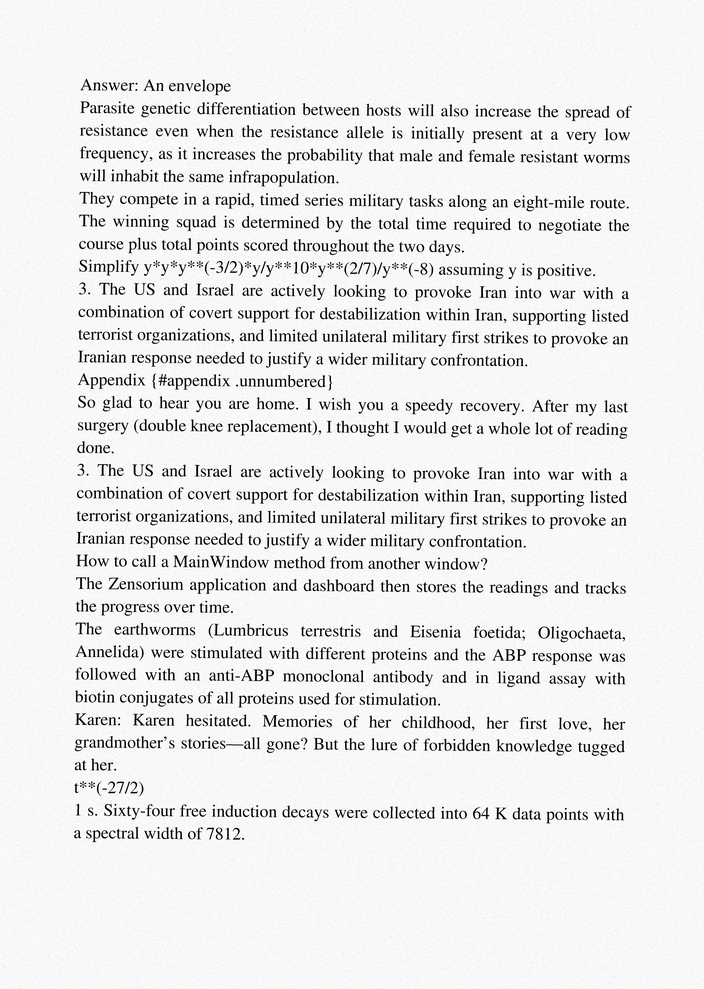 Answer: An envelope
Parasite genetic differentiation between hosts will also increase the spread of
resistance even when the resistance allele is initially present at a very low
frequency, as it increases the probability that male and female resistant worms
will inhabit the same infrapopulation.
They compete in a rapid, timed series military tasks along an eight-mile route.
The winning squad is determined by the total time required to negotiate the
course plus total points scored throughout the two days.
Simplify y*y*y**(-3/2)*y/y**10*y**(2/7)/y**(-8) assuming y is positive.
3. The US and Israel are actively looking to provoke Iran into war with a
combination of covert support for destabilization within Iran, supporting listed
terrorist organizations, and limited unilateral military first strikes to provoke an
Iranian response needed to justify a wider military confrontation.
Appendix {#appendix .unnumbered}
So glad to hear you are home. I wish you a speedy recovery. After my last
surgery (double knee replacement), I thought I would get a whole lot of reading
done.
3. The US and Israel are actively looking to provoke Iran into war with a
combination of covert support for destabilization within Iran, supporting listed
terrorist organizations, and limited unilateral military first strikes to provoke an
Iranian response needed to justify a wider military confrontation.
How to call a MainWindow method from another window?
The Zensorium application and dashboard then stores the readings and tracks
the progress over time.
The earthworms (Lumbricus terrestris and Eisenia foetida; Oligochaeta,
Annelida) were stimulated with different proteins and the ABP response was
followed with an anti-ABP monoclonal antibody and in ligand assay with
biotin conjugates of all proteins used for stimulation.
Karen: Karen hesitated. Memories of her childhood, her first love, her
grandmother's stories—all gone? But the lure of forbidden knowledge tugged
at her.
t**(-27/2)
1 s. Sixty-four free induction decays were collected into 64 K data points with
a spectral width of 7812.